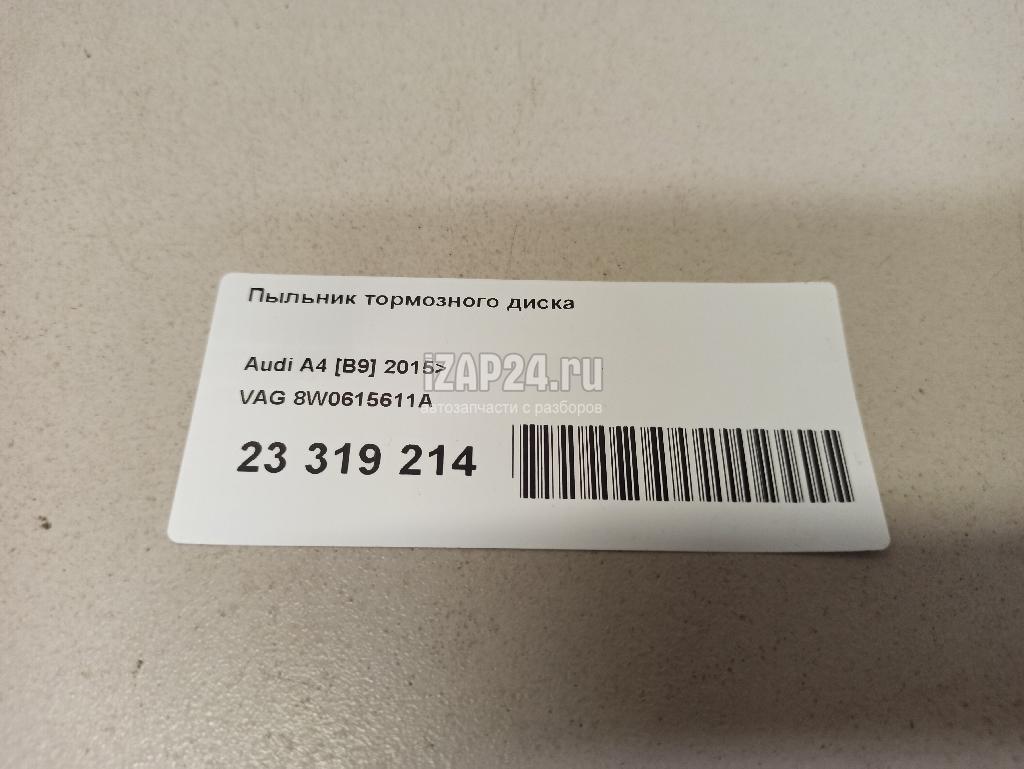 Пыльник тормозного диска
Audi A4 [B9] 2015>
VAG 8W0615611A
23 319 214
iZAP24.ru
автозапчасти с разборов